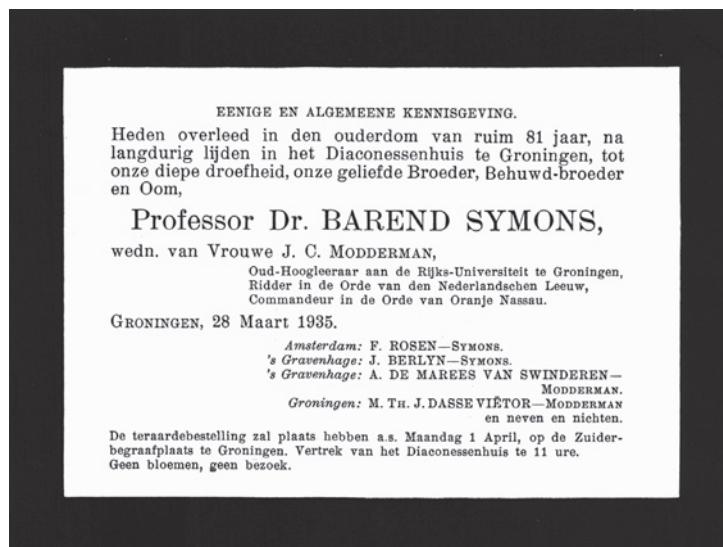 EENIGE EN ALGEMEENE KENNISGEVING.
Heden overleed in den ouderdom van ruim 81 jaar, na
langdurig lijden in het Diaconessenhuis te Groningen, tot
onze diepe droefheid, onze geliefde Broeder, Behuwd-broeder
en Oom,
Professor Dr. BAREND SYMONS,
wedn. van Vrouwe J. C. MODDERMAN,
Oud-Hoogleeraar aan de Rijks-Universiteit te Groningen,
Ridder in de Orde van den Nederlandschen Leeuw,
Commandeur in de Orde van Oranje Nassau.
GRONINGEN, 28 Maart 1935.
Amsterdam: F. ROSEN—SYMONS.
's Gravenhage: J. BERLYN—SYMONS.
's Gravenhage: A. DE MAREES VAN SWINDEREN—
MODDERMAN.
Groningen: M. TH. J. DASSE VIËTOR—MODDERMAN
en neven en nichten.
De teraardebestelling zal plaats hebben a.s. Maandag 1 April, op de Zuider-
begraafplaats te Groningen. Vertrek van het Diaconessenhuis te 11 ure.
Geen bloemen, geen bezoek.